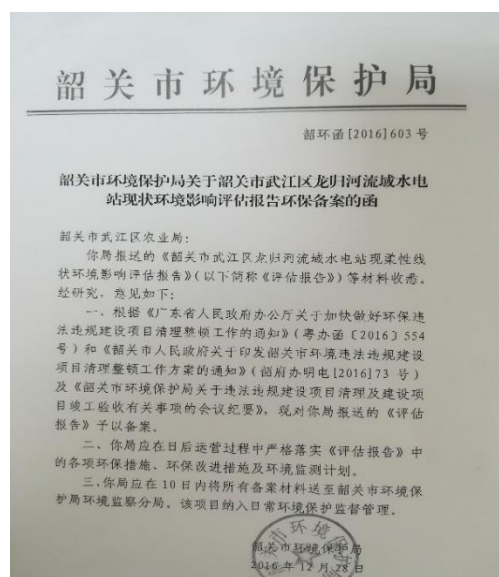 韶关市环境保护局
韶环函[2016]603号
韶关市环境保护局关于韶关市武江区龙归河流域水电
站现状环境影响评估报告环保备案的函
韶关市武江区农业局：
你局报送的《韶关市武江区龙归河流域水电站现柔性线
状环境影响评估报告》（以下简称《评估报告》）等材料收悉。
经研究，意见如下：
一、根据《广东省人民政府办公厅关于加快做好环保违
法违规建设项目清理整顿工作的通知》（粤办函〔2016〕554
号）和《韶关市人民政府关于印发韶关市环境违法违规建设
项目清理整顿工作方案的通知》（韶府办明电[2016]73 号）
及《韶关市环境保护局关于违法违规建设项目清理及建设项
目竣工验收有关事项的会议纪要》，现对你局报送的《评估
报告》予以备案。
二、你局应在日后运营过程中严格落实《评估报告》中
的各项环保措施、环保改进措施及环境监测计划。
三、你局应在10日内将所有备案材料送至韶关市环境保
护局环境监察分局。该项目纳入日常环境保护监督管理。
韶关市环境保护局
2016年12月28日